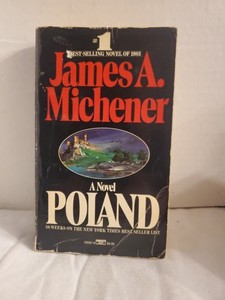 #1
BEST-SELLING NOVEL OF 1983
James A.
Michener
A Novel
POLAND
38 WEEKS ON THE NEW YORK TIMES BEST SELLER LIST